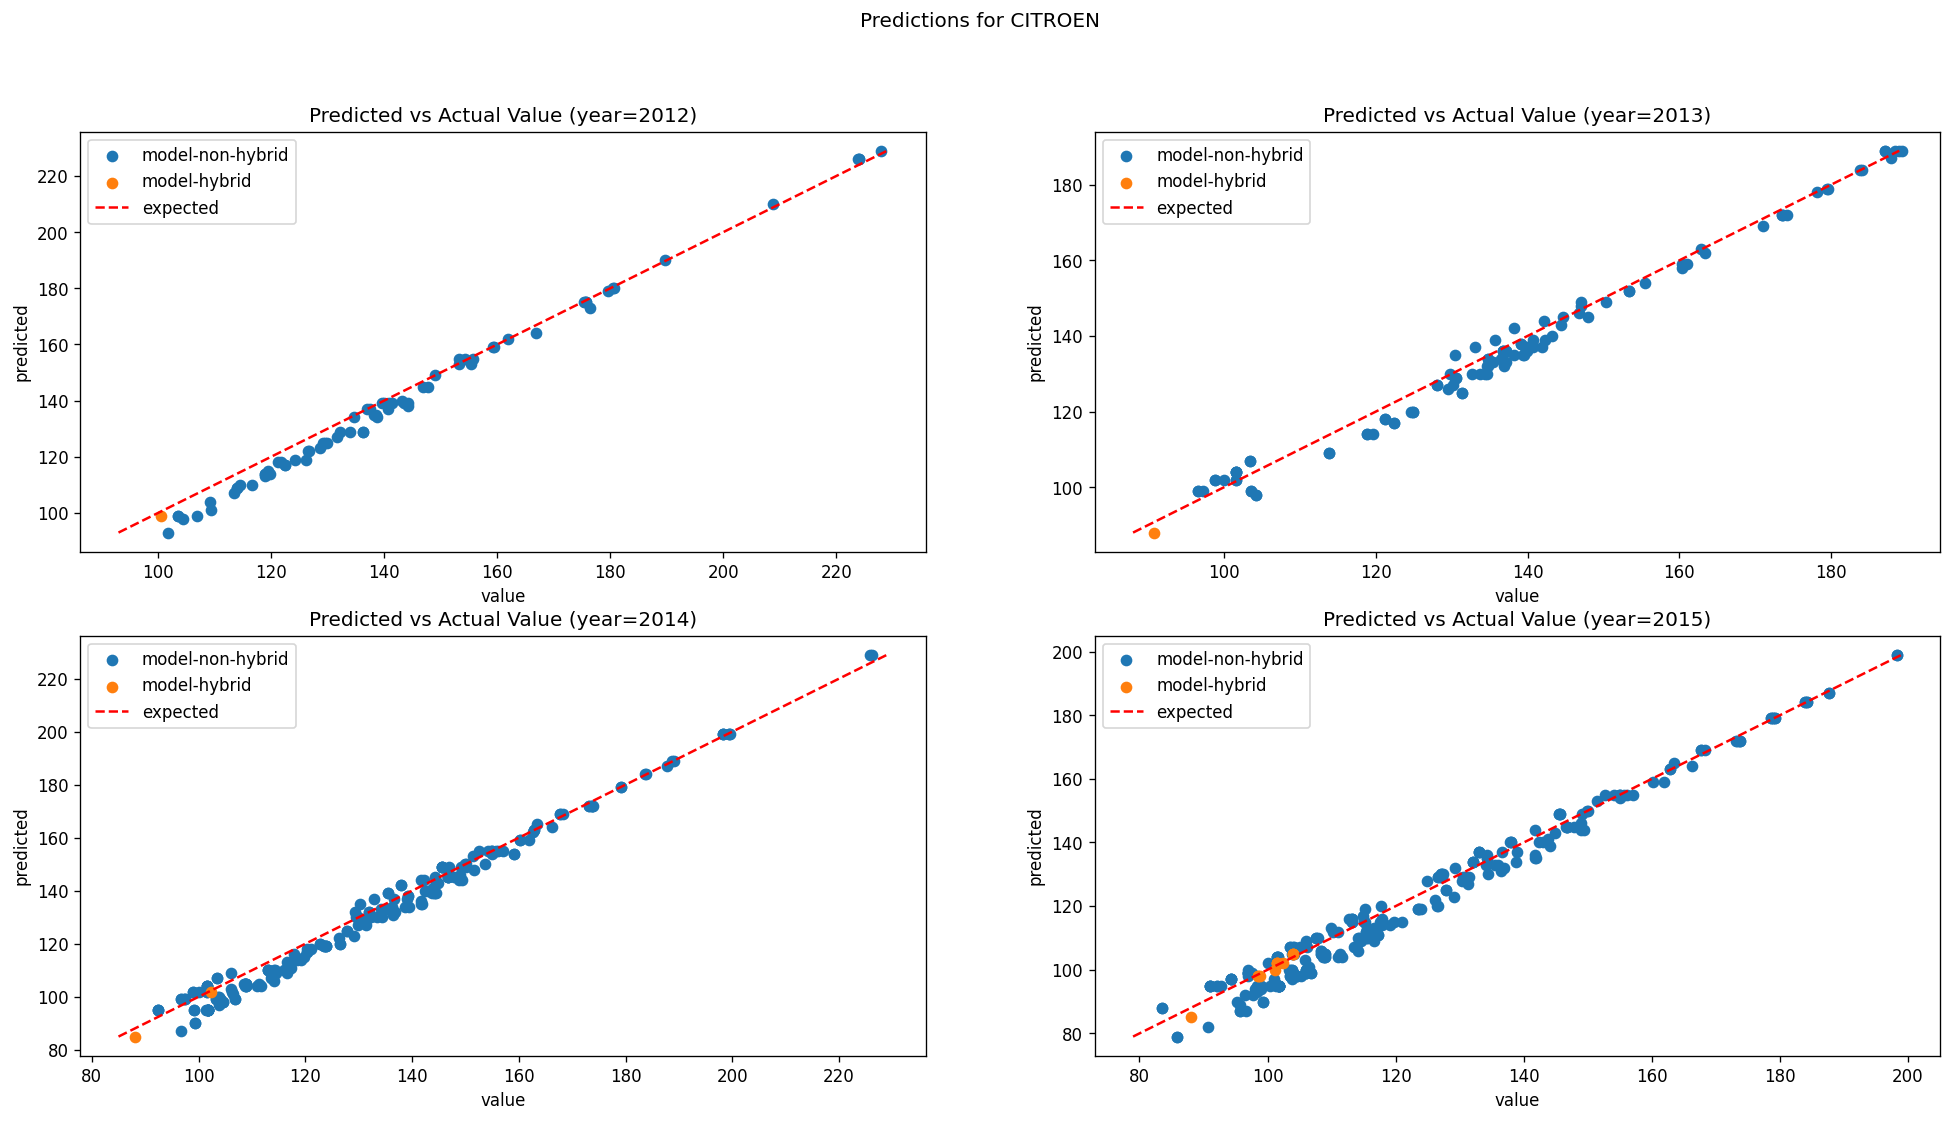 Predictions for CITROEN
Predicted vs Actual Value (year=2012)
model-non-hybrid
model-hybrid
expected
predicted
220
200
180
160
140
120
100
100 120 140 160 180 200 220
value
Predicted vs Actual Value (year=2013)
model-non-hybrid
model-hybrid
expected
predicted
180
160
140
120
100
100 120 140 160 180
value
Predicted vs Actual Value (year=2014)
model-non-hybrid
model-hybrid
expected
predicted
220
200
180
160
140
120
100
80
80 100 120 140 160 180 200 220
value
Predicted vs Actual Value (year=2015)
model-non-hybrid
model-hybrid
expected
predicted
200
180
160
140
120
100
80
80 100 120 140 160 180 200
value